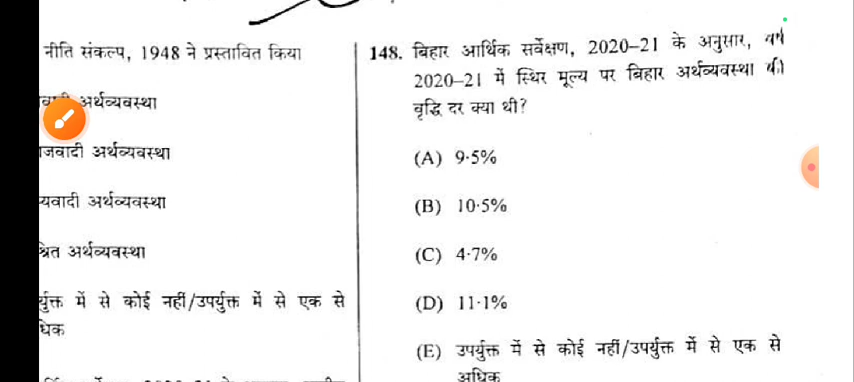 नीति संकल्प, 1948 ने प्रस्तावित किया
अर्थव्यवस्था
जवादी अर्थव्यवस्था
यवादी अर्थव्यवस्था
श्रित अर्थव्यवस्था
र्युक्त में से कोई नहीं/उपर्युक्त में से एक से
धिक
148. बिहार आर्थिक सर्वेक्षण, 2020–21 के अनुसार, वर्ष
2020–21 में स्थिर मूल्य पर बिहार अर्थव्यवस्था की
वृद्धि दर क्या थी?
(A) 9·5%
(B) 10·5%
(C) 4·7%
(D) 11·1%
(E) उपर्युक्त में से कोई नहीं/उपर्युक्त में से एक से
अधिक